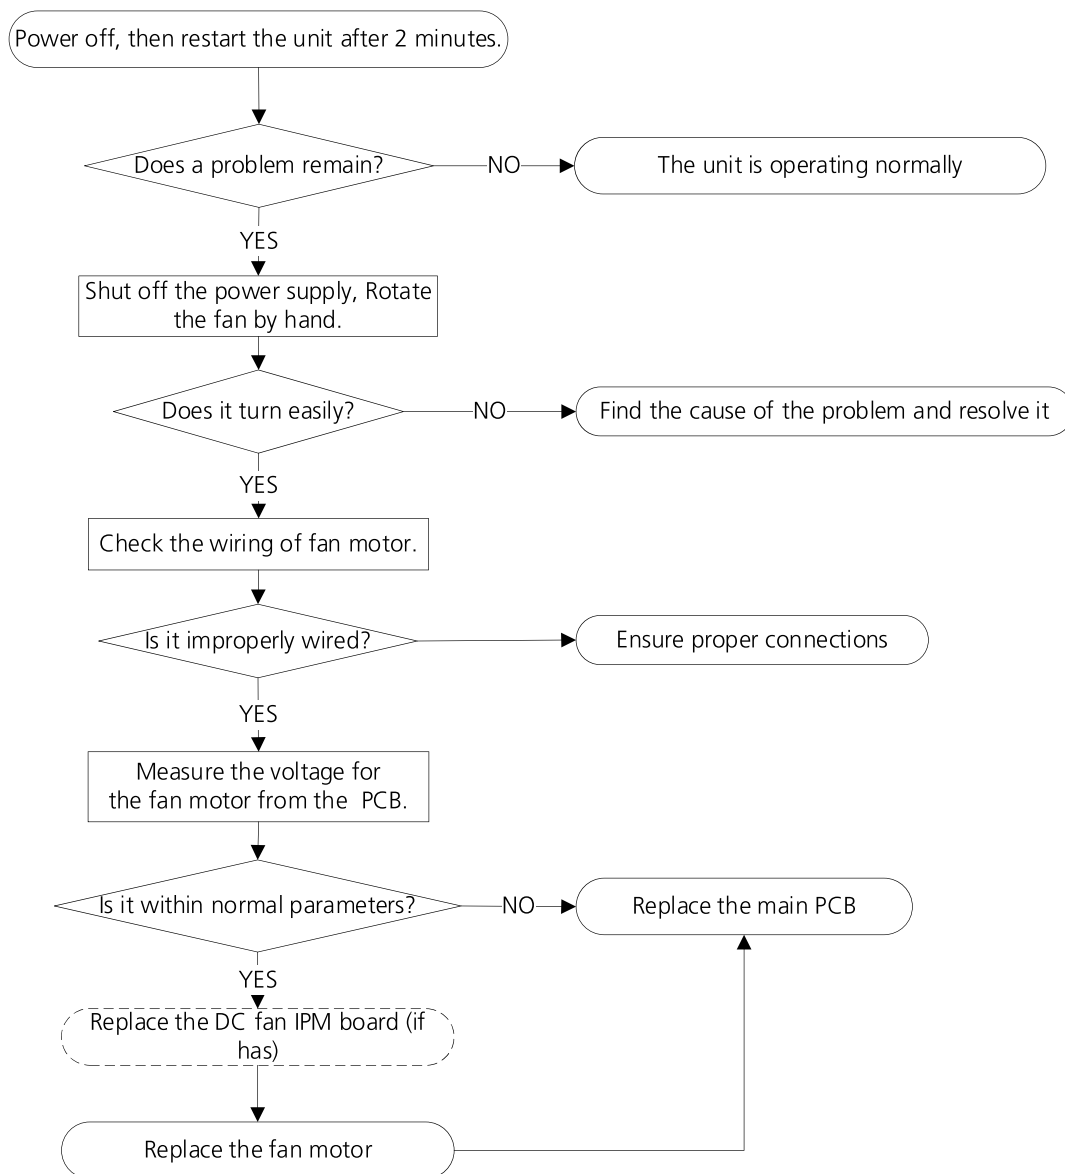 Power off, then restart the unit after 2 minutes.
Does a problem remain?
NO
The unit is operating normally
YES
Shut off the power supply, Rotate
the fan by hand.
Does it turn easily?
NO
Find the cause of the problem and resolve it
YES
Check the wiring of fan motor.
Is it improperly wired?
Ensure proper connections
YES
Measure the voltage for
the fan motor from the PCB.
Is it within normal parameters?
NO
Replace the main PCB
YES
Replace the DC fan IPM board (if
has)
Replace the fan motor